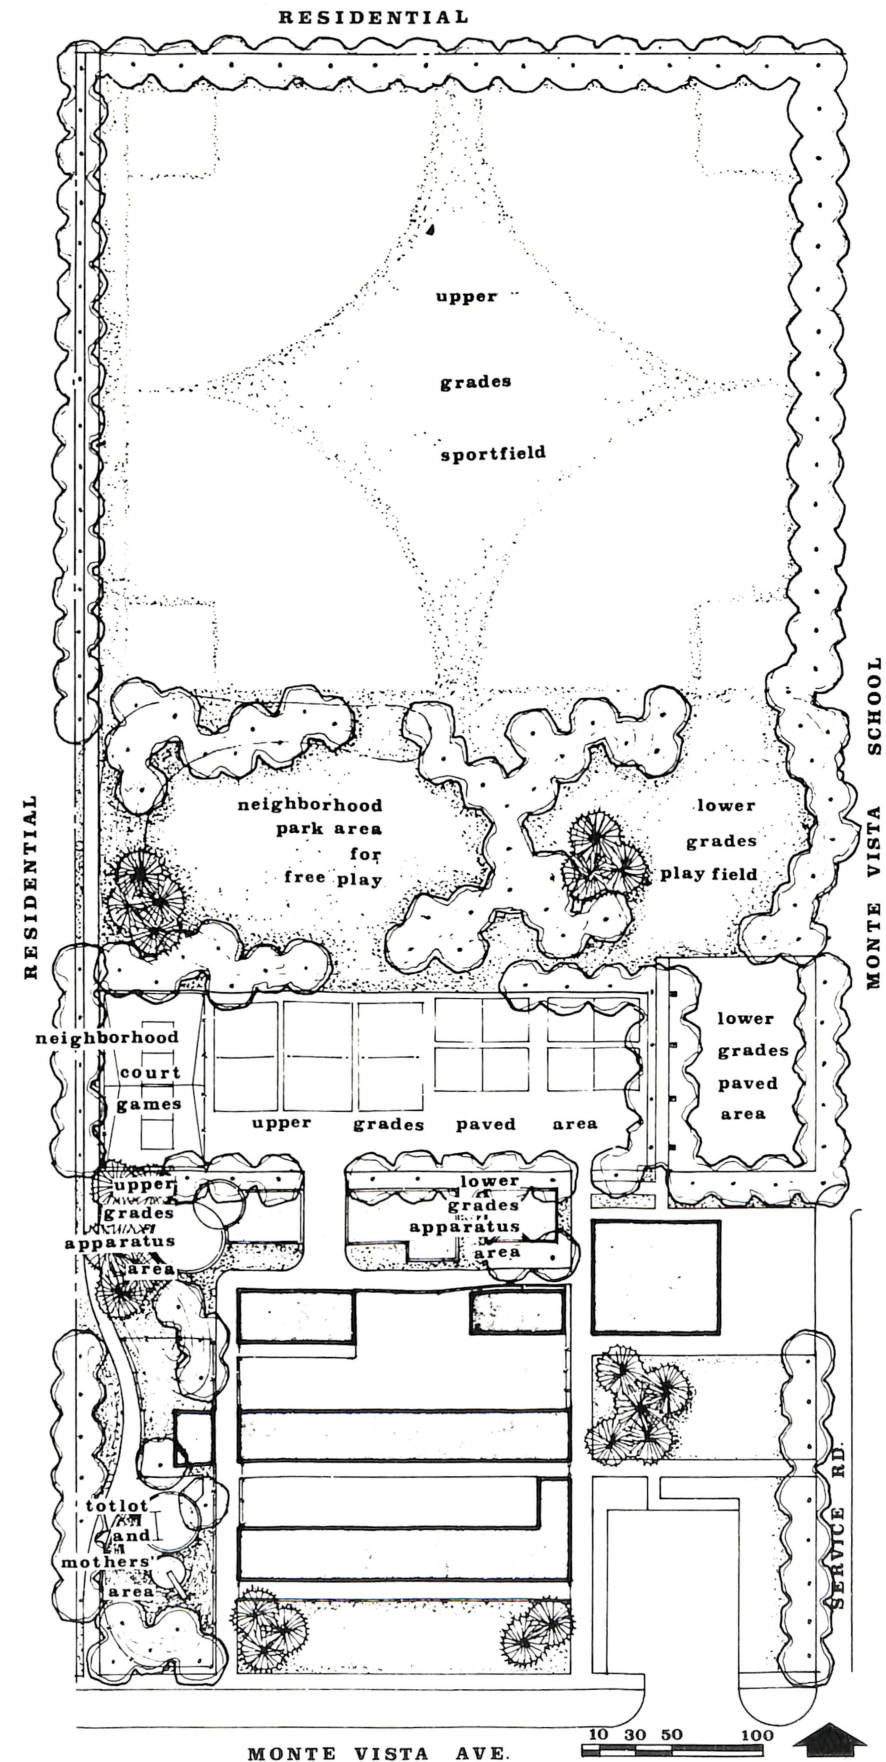 RESIDENTIAL
upper
grades
sportfield
RESIDENTIAL
MONTE VISTA SCHOOL
neighborhood
park area
for
free play
lower
grades
play field
neighborhood
court
games
upper grades paved area
lower
grades
paved
area
upper
grades
apparatus
area
lower
grades
apparatus
area
totlot
and
mothers'
area
SERVICE RD.
MONTE VISTA AVE.
10 30 50 100